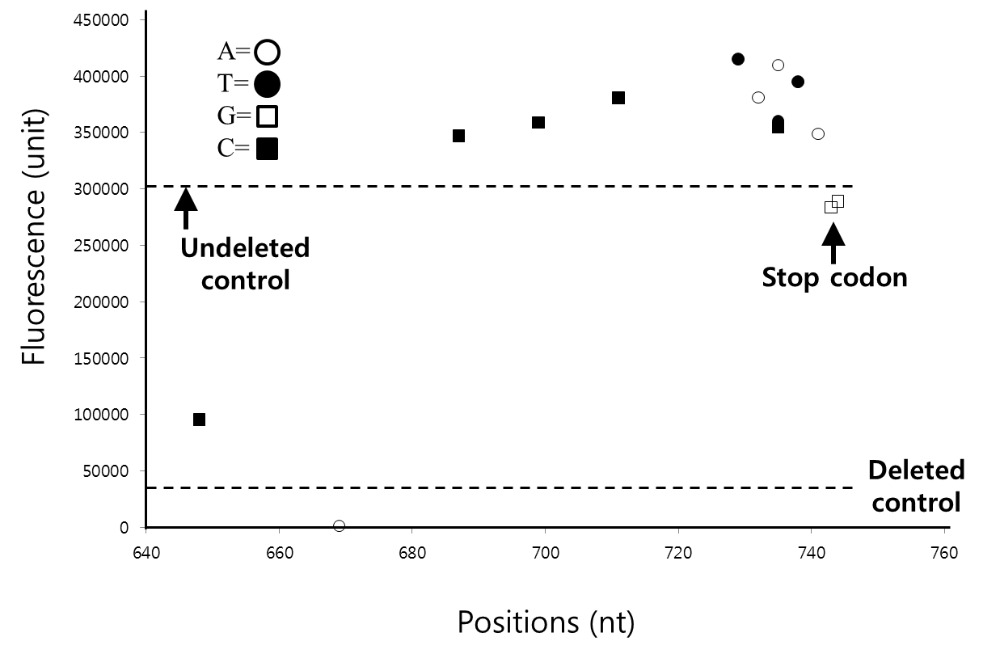 450000
400000
350000
300000
250000
200000
150000
100000
50000
0
Fluorescence (unit)
A=
T=
G=
C=
Undeleted
control
Stop codon
Deleted
control
640 660 680 700 720 740 760
Positions (nt)